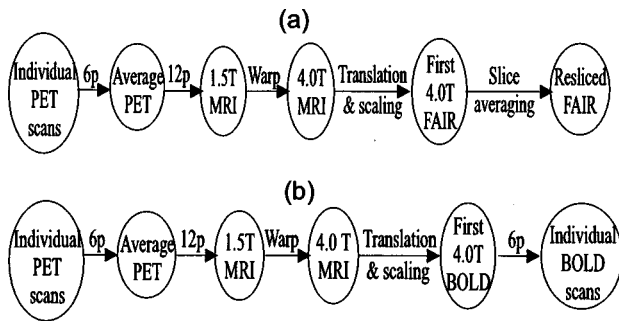 (a)
Individual PET scans
6p
Average PET
12p
1.5T MRI
Warp
4.0T MRI
Translation & scaling
First 4.0T FAIR
Slice averaging
Resliced FAIR
(b)
Individual PET scans
6p
Average PET
12p
1.5T MRI
Warp
4.0 T MRI
Translation & scaling
First 4.0T BOLD
6p
Individual BOLD scans